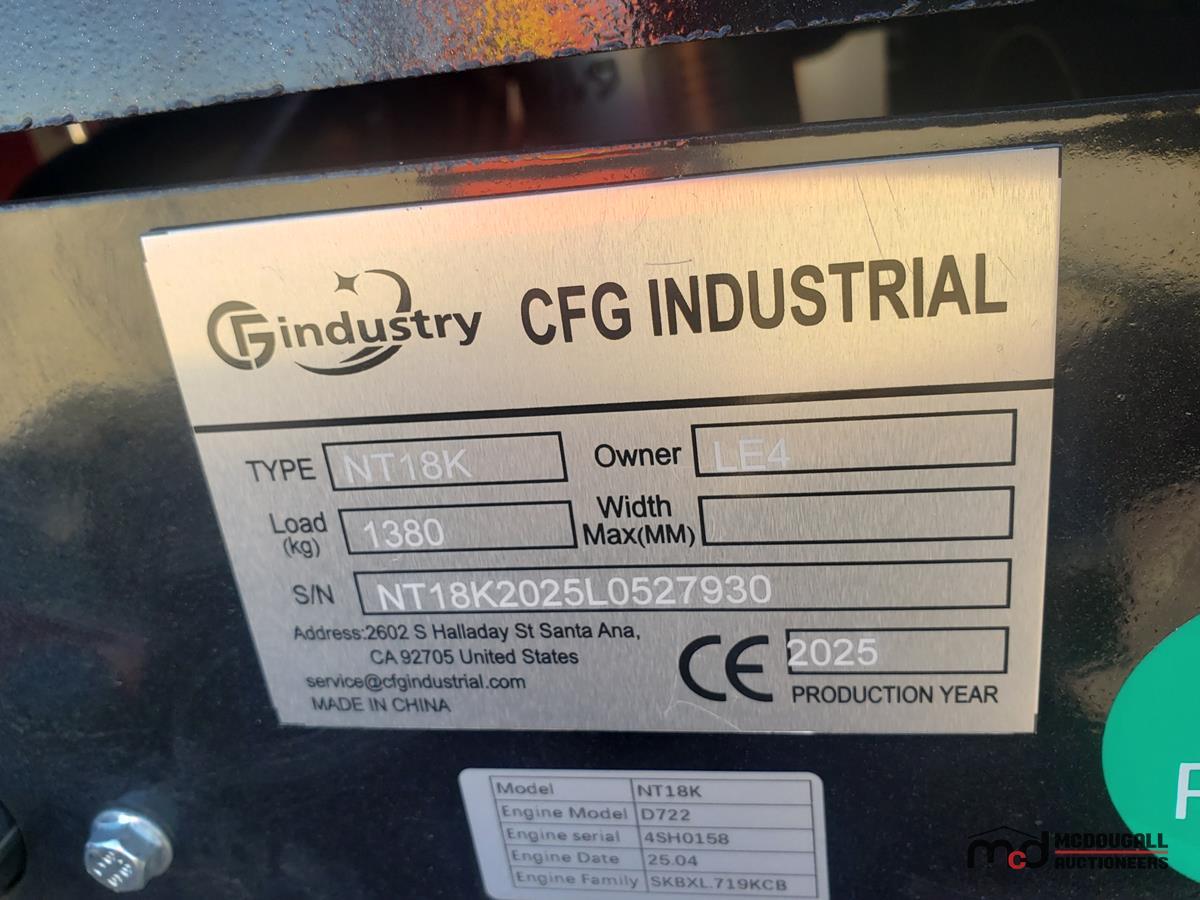 CFG industry CFG INDUSTRIAL
TYPE NT18K Owner LE4
Load (kg) 1380 Width Max(MM)
S/N NT18K2025L0527930
Address:2602 S Halladay St Santa Ana,
CA 92705 United States
service@cfgindustrial.com
MADE IN CHINA
CE 2025
PRODUCTION YEAR
Model NT18K
Engine Model D722
Engine serial 4SH0158
Engine Date 25.04
Engine Family SKBXL.719KCB
mcd MCDOUGALL
AUCTIONEERS